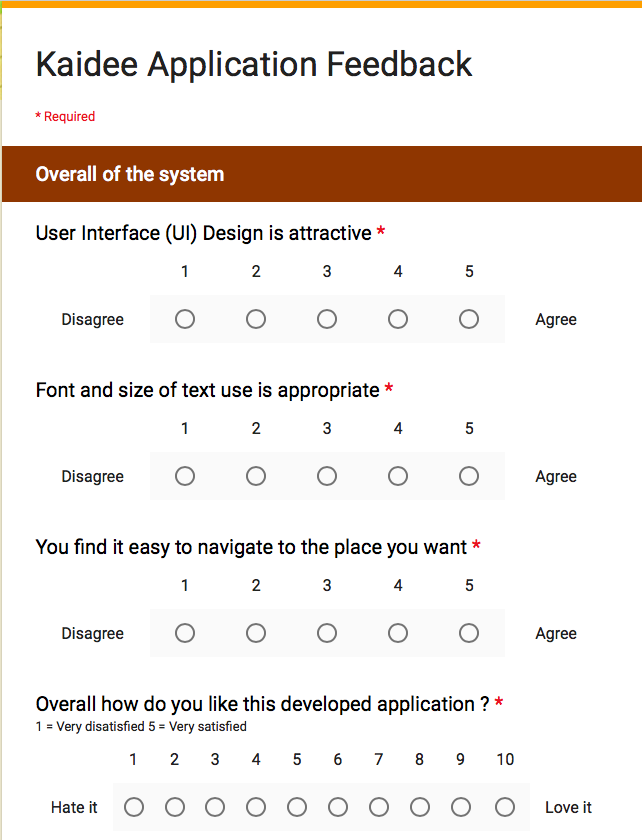 Kaidee Application Feedback
* Required
Overall of the system
User Interface (UI) Design is attractive *
1 2 3 4 5
Disagree Agree
Font and size of text use is appropriate *
1 2 3 4 5
Disagree Agree
You find it easy to navigate to the place you want *
1 2 3 4 5
Disagree Agree
Overall how do you like this developed application ? *
1 = Very disatisfied 5 = Very satisfied
1 2 3 4 5 6 7 8 9 10
Hate it Love it